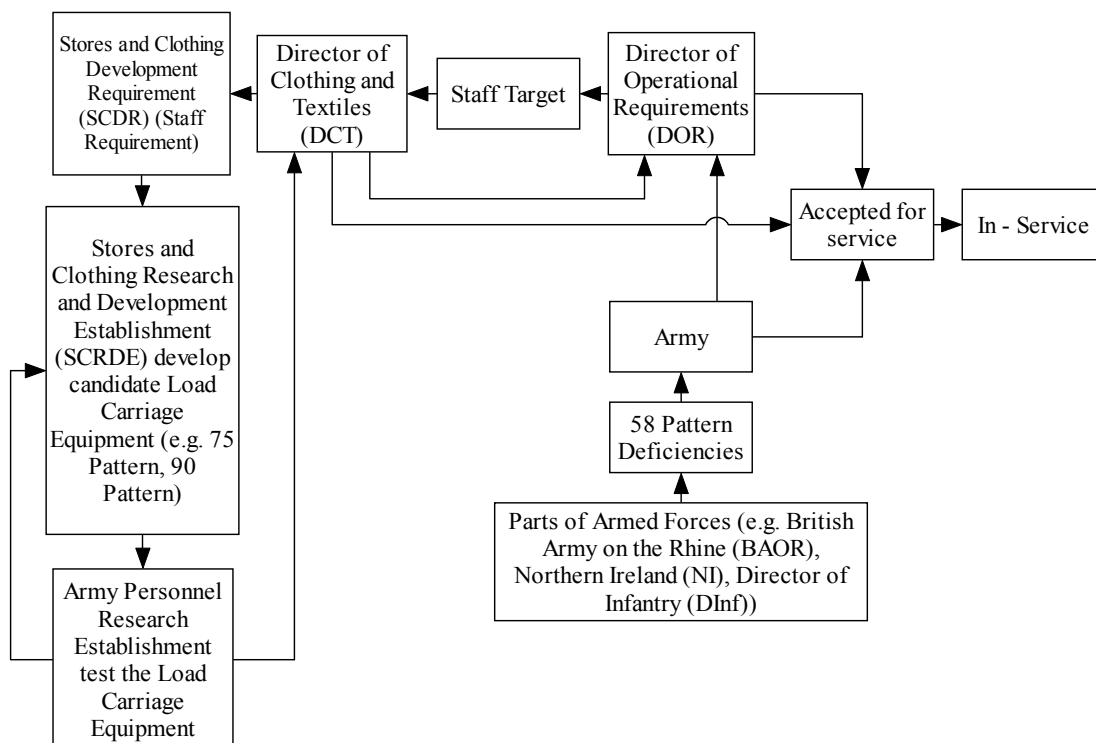 Stores and Clothing
Development
Requirement
(SCDR) (Staff
Requirement)
Director of
Clothing and
Textiles
(DCT)
Staff Target
Director of
Operational
Requirements
(DOR)
Accepted for
service
In - Service
Stores and
Clothing Research
and Development
Establishment
(SCRDE) develop
candidate Load
Carriage
Equipment (e.g. 75
Pattern, 90
Pattern)
Army
58 Pattern
Deficiencies
Parts of Armed Forces (e.g. British
Army on the Rhine (BAOR),
Northern Ireland (NI), Director of
Infantry (DInf))
Army Personnel
Research
Establishment
test the Load
Carriage
Equipment